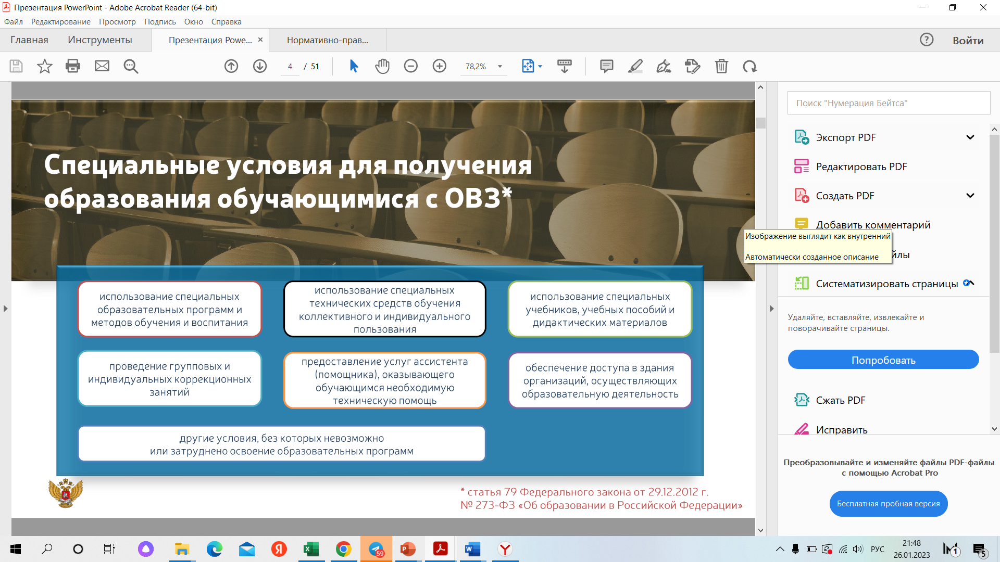 Презентация PowerPoint - Adobe Acrobat Reader (64-bit)
Файл Редактирование Просмотр Подпись Окно Справка
Главная Инструменты Презентация Powe... × Нормативно-прав... Войти
4 / 51 78,2%
Поиск "Нумерация Бейтса"
Экспорт PDF
Редактировать PDF
Создать PDF
Добавить комментарий
Изображение выглядит как внутренний
Автоматически созданное описание
Систематизировать страницы
Удаляйте, вставляйте, извлекайте и
поворачивайте страницы.
Попробовать
Сжать PDF
Исправить
Преобразовывайте и изменяйте файлы PDF-файлы
с помощью Acrobat Pro
Бесплатная пробная версия
Специальные условия для получения
образования обучающимися с ОВЗ*
использование специальных
образовательных программ и
методов обучения и воспитания
использование специальных
технических средств обучения
коллективного и индивидуального
пользования
использование специальных
учебников, учебных пособий и
дидактических материалов
проведение групповых и
индивидуальных коррекционных
занятий
предоставление услуг ассистента
(помощника), оказывающего
обучающимся необходимую
техническую помощь
обеспечение доступа в здания
организаций, осуществляющих
образовательную деятельность
другие условия, без которых невозможно
или затруднено освоение образовательных программ
* статья 79 Федерального закона от 29.12.2012 г.
№ 273-ФЗ «Об образовании в Российской Федерации»
59
РУС
21:48
26.01.2023
1
5